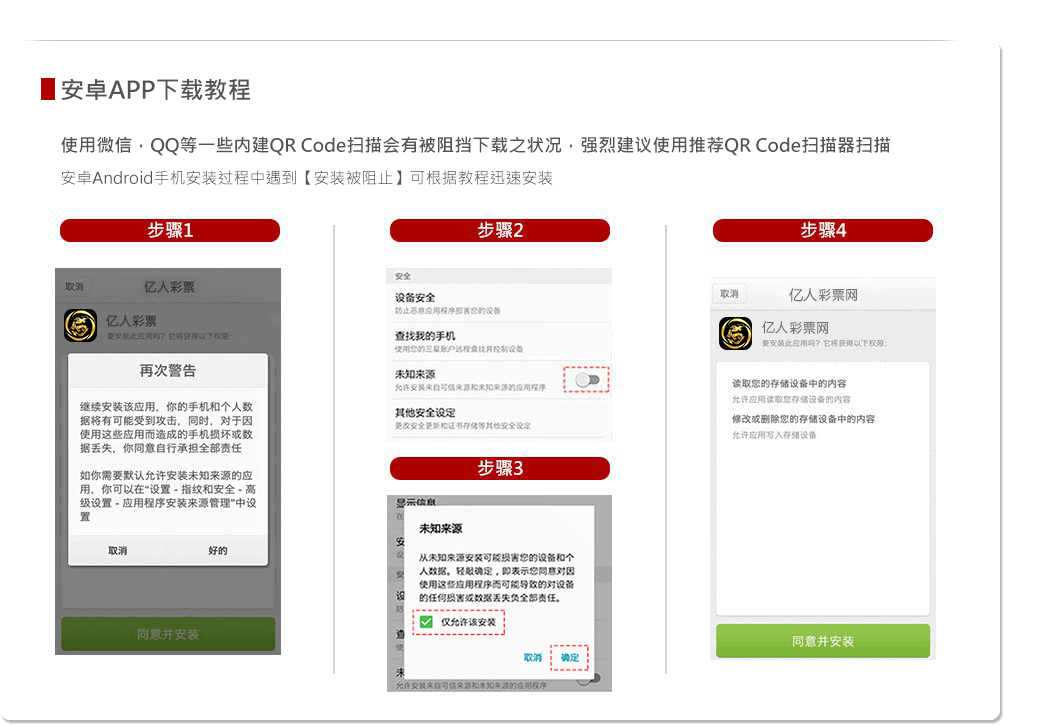 安卓APP下载教程
使用微信，QQ等一些内建QR Code扫描会有被阻挡下载之状况，强烈建议使用推荐QR Code扫描器扫描
安卓Android手机安装过程中遇到【安装被阻止】可根据教程迅速安装
步骤1
取消
亿人彩票
亿人彩票
要安装此应用吗？它将获得以下权限：
再次警告
继续安装该应用，你的手机和个人数
据将有可能受到攻击，同时，对于因
使用这些应用而造成的手机损坏或数
据丢失，你同意自行承担全部责任
如你需要默认允许安装未知来源的应
用，你可以在“设置 - 指纹和安全 - 高
级设置 - 应用程序安装来源管理”中设
置
取消
好的
同意并安装
步骤2
安全
设备安全
防止恶意应用程序损害您的设备
查找我的手机
使用您的三星账户远程查找并控制设备
未知来源
允许安装来自可信来源和未知来源的应用程序
其他安全设定
更改安全更新和证书存储等其他安全设定
步骤3
显示信息
未知来源
从未知来源安装可能损害您的设备和个
人数据。轻敲确定，即表示您同意对因
使用这些应用程序而可能导致的对设备
的任何损害或数据丢失负全部责任。
仅允许该安装
取消
确定
允许安装来自可信来源和未知来源的应用程序
步骤4
取消
亿人彩票网
亿人彩票网
要安装此应用吗？它将获得以下权限：
读取您的存储设备中的内容
允许应用读取您存储设备的内容
修改或删除您的存储设备中的内容
允许应用写入存储设备
同意并安装